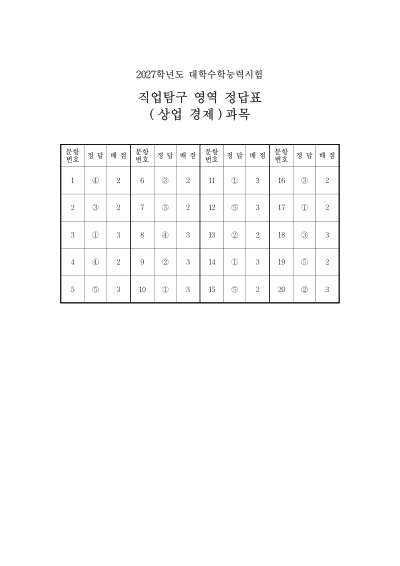 2027학년도 대학수학능력시험
직업탐구 영역 정답표
( 상업 경제 ) 과목
문항번호 정 답 배 점 문항번호 정 답 배 점 문항번호 정 답 배 점 문항번호 정 답 배 점
1 ④ 2 6 ③ 2 11 ① 3 16 ③ 2
2 ③ 2 7 ③ 2 12 ⑤ 3 17 ① 2
3 ① 3 8 ④ 3 13 ② 2 18 ③ 3
4 ④ 2 9 ② 3 14 ① 3 19 ⑤ 2
5 ⑤ 3 10 ① 3 15 ⑤ 2 20 ② 3